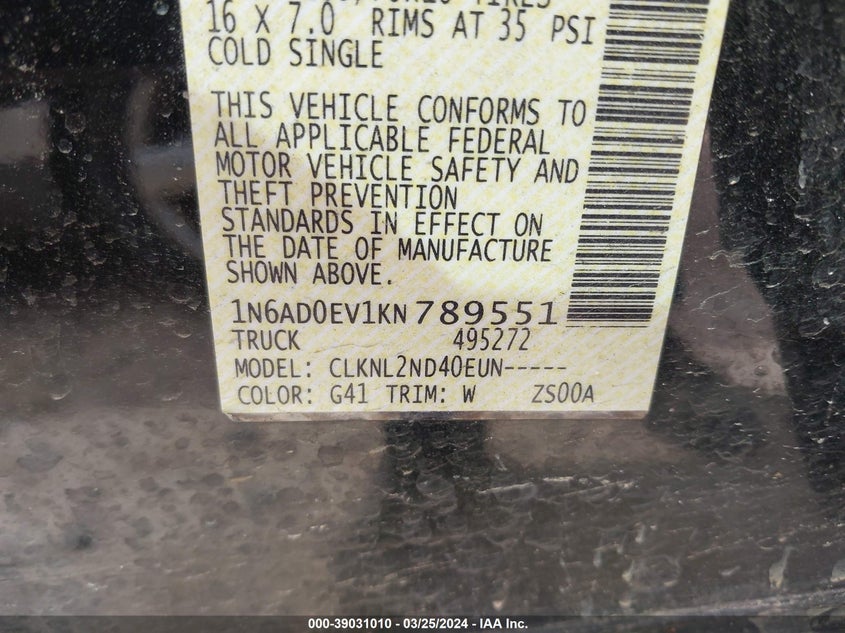 16 X 7.0 RIMS AT 35 PSI
COLD SINGLE
THIS VEHICLE CONFORMS TO
ALL APPLICABLE FEDERAL
MOTOR VEHICLE SAFETY AND
THEFT PREVENTION
STANDARDS IN EFFECT ON
THE DATE OF MANUFACTURE
SHOWN ABOVE.
1N6AD0EV1KN 789551
TRUCK 495272
MODEL: CLKNL2ND40EUN-----
COLOR: G41 TRIM: W ZS00A
000-39031010 - 03/25/2024 - IAA Inc.